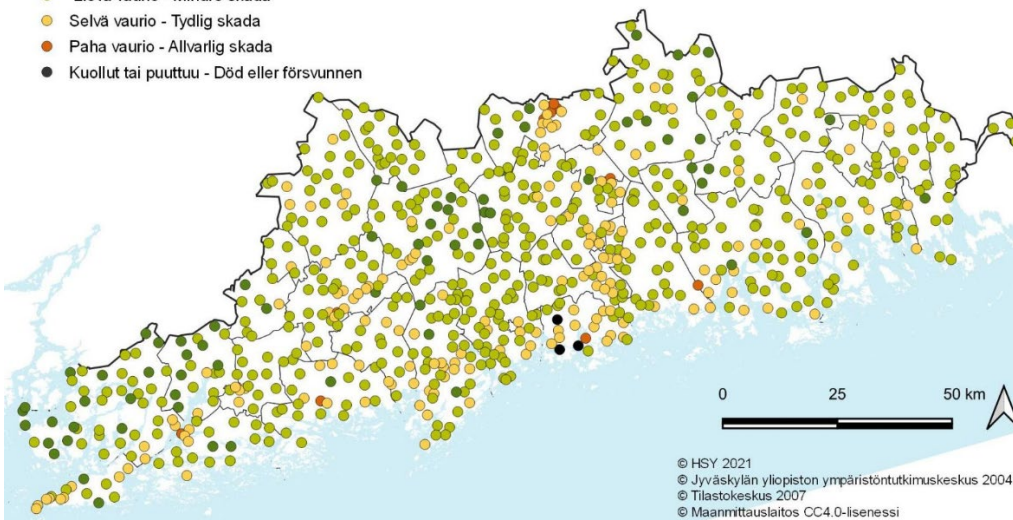 Selvä vaurio - Tydlig skada
Paha vaurio - Allvarlig skada
Kuollut tai puuttuu - Död eller försvunnen
0 25 50 km
© HSY 2021
© Jyväskylän yliopiston ympäristöntutkimuskeskus 2004
© Tilastokeskus 2007
© Maanmittauslaitos CC4.0-lisenessi